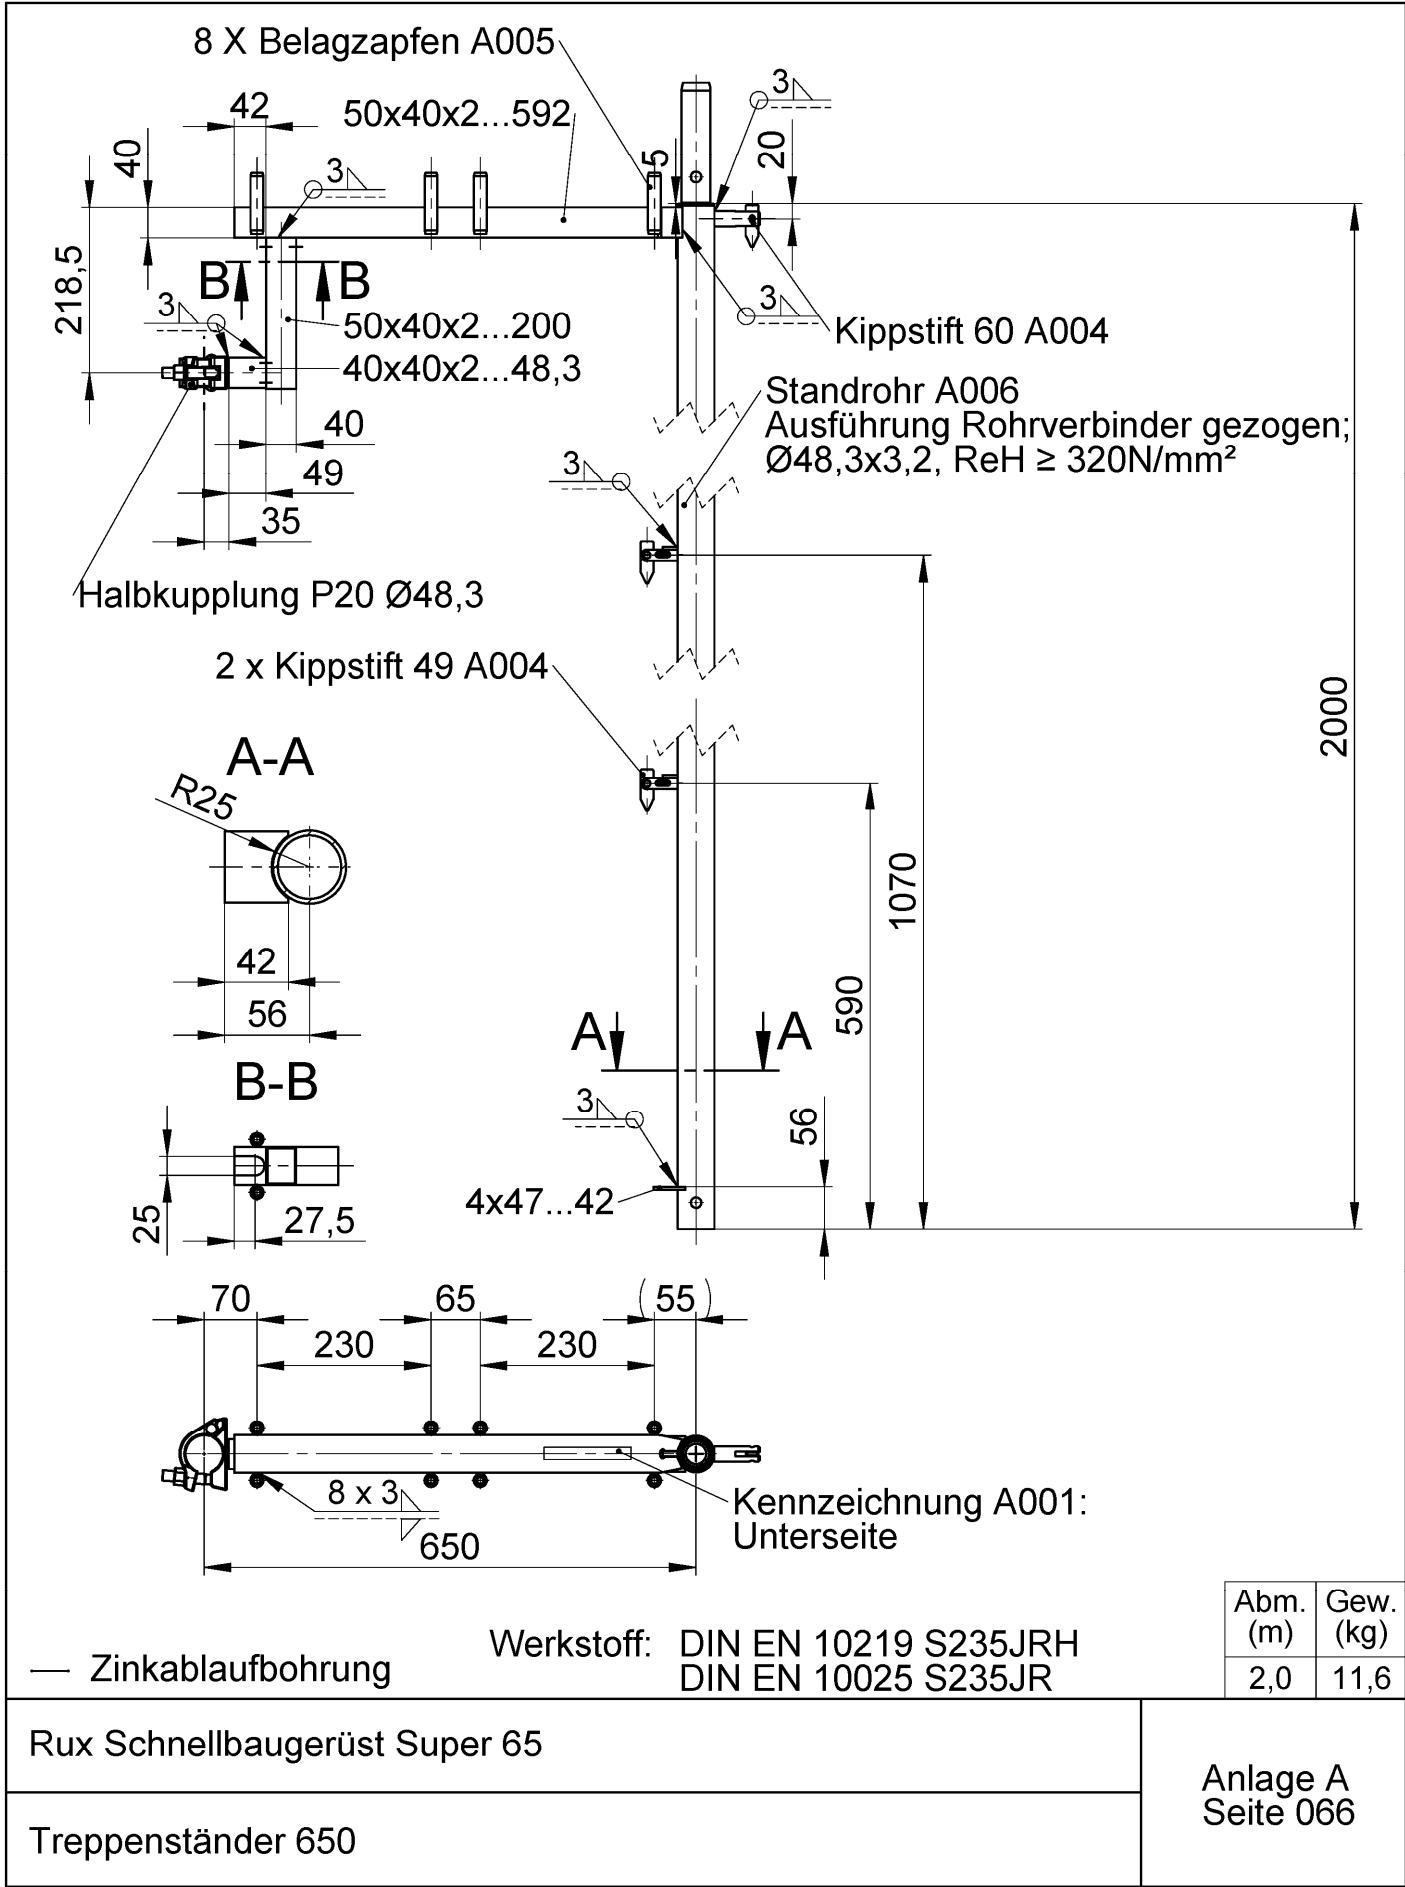 8 X Belagzapfen A005
42
50x40x2...592
3
40
5
20
3
218,5
B
B
3
3
50x40x2...200
Kippstift 60 A004
40x40x2...48,3
Standrohr A006
40
Ausführung Rohrverbinder gezogen;
Ø48,3x3,2, ReH ≥ 320N/mm²
49
3
35
Halbkupplung P20 Ø48,3
2 x Kippstift 49 A004
2000
A-A
R25
1070
42
590
56
A
A
B-B
3
56
4x47...42
25
27,5
70
65
(55)
230
230
8 x 3
Kennzeichnung A001:
Unterseite
650
Abm.
(m)
Gew.
(kg)
2,0
11,6
Werkstoff: DIN EN 10219 S235JRH
DIN EN 10025 S235JR
Zinkablaufbohrung
Rux Schnellbaugerüst Super 65
Anlage A
Seite 066
Treppenständer 650